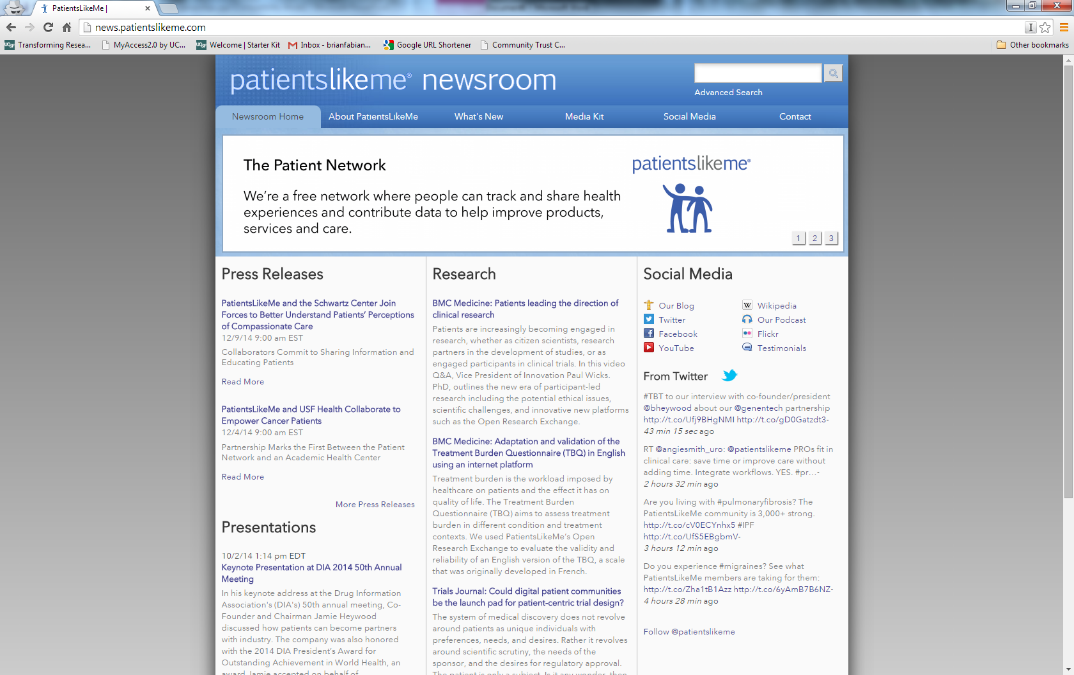 PatientsLikeMe |
news.patientslikeme.com
Transforming Resea...
MyAccess2.0 by UC...
Welcome | Starter Kit
Inbox - brianfabian...
Google URL Shortener
Community Trust C...
Other bookmarks
patientslikeme® newsroom
Advanced Search
Newsroom Home
About PatientsLikeMe
What's New
Media Kit
Social Media
Contact
The Patient Network
We're a free network where people can track and share health
experiences and contribute data to help improve products,
services and care.
patientslikeme®
1 2 3
Press Releases
PatientsLikeMe and the Schwartz Center Join
Forces to Better Understand Patients' Perceptions
of Compassionate Care
12/9/14 9:00 am EST
Collaborators Commit to Sharing Information and
Educating Patients
Read More
PatientsLikeMe and USF Health Collaborate to
Empower Cancer Patients
12/4/14 9:00 am EST
Partnership Marks the First Between the Patient
Network and an Academic Health Center
Read More
More Press Releases
Presentations
10/2/14 1:14 pm EDT
Keynote Presentation at DIA 2014 50th Annual
Meeting
In his keynote address at the Drug Information
Association's (DIA's) 50th annual meeting, Co-
Founder and Chairman Jamie Heywood
discussed how patients can become partners
with industry. The company was also honored
with the 2014 DIA President's Award for
Outstanding Achievement in World Health, an
award Jamie accepted on behalf of
Research
BMC Medicine: Patients leading the direction of
clinical research
Patients are increasingly becoming engaged in
research, whether as citizen scientists, research
partners in the development of studies, or as
engaged participants in clinical trials. In this video
Q&A, Vice President of Innovation Paul Wicks,
PhD, outlines the new era of participant-led
research including the potential ethical issues,
scientific challenges, and innovative new platforms
such as the Open Research Exchange.
BMC Medicine: Adaptation and validation of the
Treatment Burden Questionnaire (TBQ) in English
using an internet platform
Treatment burden is the workload imposed by
healthcare on patients and the effect it has on
quality of life. The Treatment Burden
Questionnaire (TBQ) aims to assess treatment
burden in different condition and treatment
contexts. We used PatientsLikeMe's Open
Research Exchange to evaluate the validity and
reliability of an English version of the TBQ, a scale
that was originally developed in French.
Trials Journal: Could digital patient communities
be the launch pad for patient-centric trial design?
The system of medical discovery does not revolve
around patients as unique individuals with
preferences, needs, and desires. Rather it revolves
around scientific scrutiny, the needs of the
sponsor, and the desires for regulatory approval.
The patient is only a subject. Is it any wonder, then
Social Media
Our Blog
Twitter
Facebook
YouTube
W Wikipedia
Our Podcast
Flickr
Testimonials
From Twitter
#TBT to our interview with co-founder/president
@bheywood about our @genentech partnership
http://t.co/Ufj9BHgNMI http://t.co/gD0Gatzdt3-
43 min 15 sec ago
RT @angiesmith_uro: @patientslikeme PROs fit in
clinical care: save time or improve care without
adding time. Integrate workflows. YES. #pr...-
2 hours 32 min ago
Are you living with #pulmonaryfibrosis? The
PatientsLikeMe community is 3,000+ strong.
http://t.co/cV0ECYnhx5 #IPF
http://t.co/UfS5EBgbmV-
3 hours 12 min ago
Do you experience #migraines? See what
PatientsLikeMe members are taking for them:
http://t.co/Zha1tB1Azz http://t.co/6yAmB7B6NZ-
4 hours 28 min ago
Follow @patientslikeme